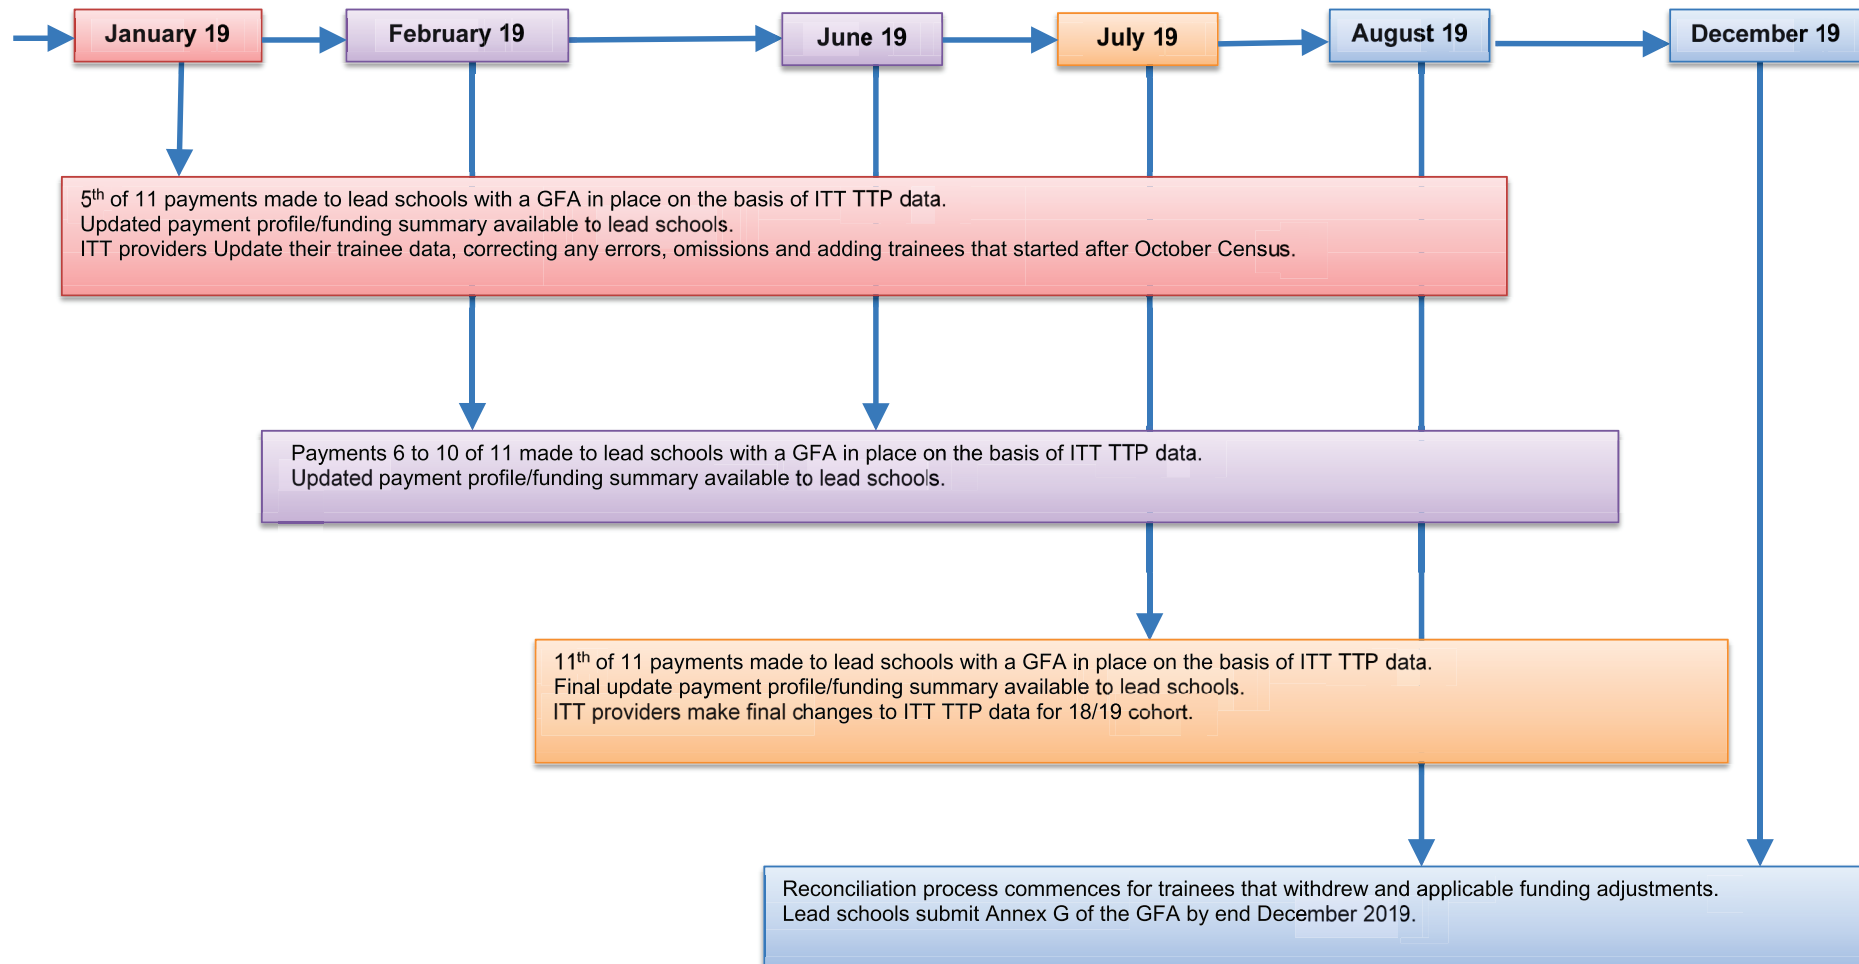 January 19
February 19
June 19
July 19
August 19
December 19
5th of 11 payments made to lead schools with a GFA in place on the basis of ITT TTP data.
Updated payment profile/funding summary available to lead schools.
ITT providers Update their trainee data, correcting any errors, omissions and adding trainees that started after October Census.
Payments 6 to 10 of 11 made to lead schools with a GFA in place on the basis of ITT TTP data.
Updated payment profile/funding summary available to lead schools.
11th of 11 payments made to lead schools with a GFA in place on the basis of ITT TTP data.
Final update payment profile/funding summary available to lead schools.
ITT providers make final changes to ITT TTP data for 18/19 cohort.
Reconciliation process commences for trainees that withdrew and applicable funding adjustments.
Lead schools submit Annex G of the GFA by end December 2019.